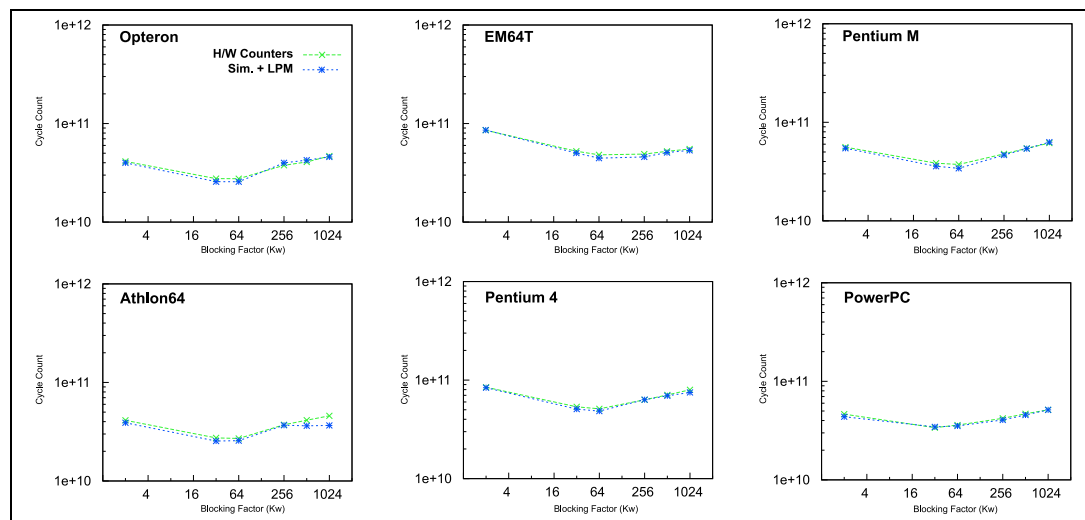 1e+12
Opteron
H/W Counters
Sim. + LPM
Cycle Count
1e+11
1e+10
4 16 64 256 1024
Blocking Factor (Kw)
1e+12
EM64T
Cycle Count
1e+11
1e+10
4 16 64 256 1024
Blocking Factor (Kw)
1e+12
Pentium M
Cycle Count
1e+11
1e+10
4 16 64 256 1024
Blocking Factor (Kw)
1e+12
Athlon64
Cycle Count
1e+11
1e+10
4 16 64 256 1024
Blocking Factor (Kw)
1e+12
Pentium 4
Cycle Count
1e+11
1e+10
4 16 64 256 1024
Blocking Factor (Kw)
1e+12
PowerPC
Cycle Count
1e+11
1e+10
4 16 64 256 1024
Blocking Factor (Kw)